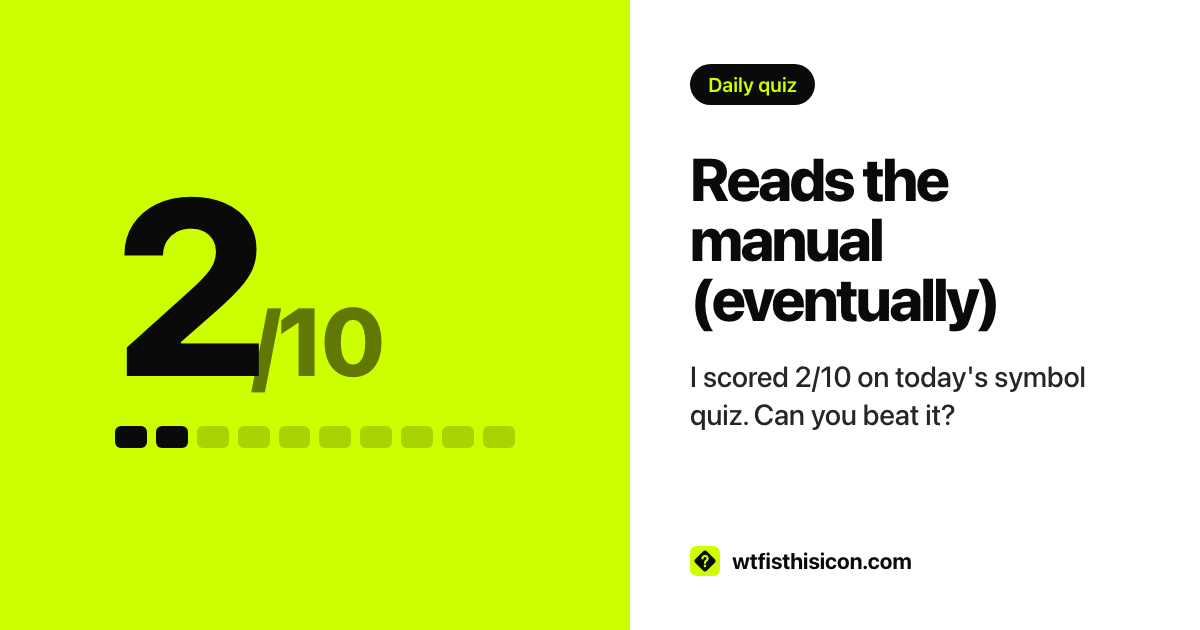 2/10
Daily quiz
Reads the
manual
(eventually)
I scored 2/10 on today's symbol
quiz. Can you beat it?
?
wtfisthisicon.com